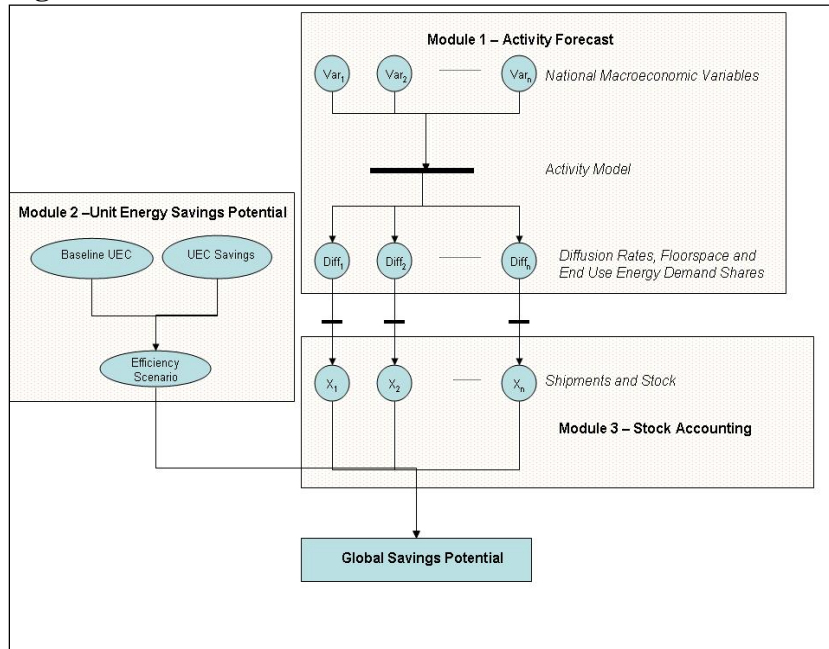 Module 1 – Activity Forecast
Var1 Var2 Varn National Macroeconomic Variables
Activity Model
Module 2 –Unit Energy Savings Potential
Baseline UEC UEC Savings
Diff1 Diff2 Diffn Diffusion Rates, Floorspace and
End Use Energy Demand Shares
Efficiency
Scenario
X1 X2 Xn Shipments and Stock
Module 3 – Stock Accounting
Global Savings Potential